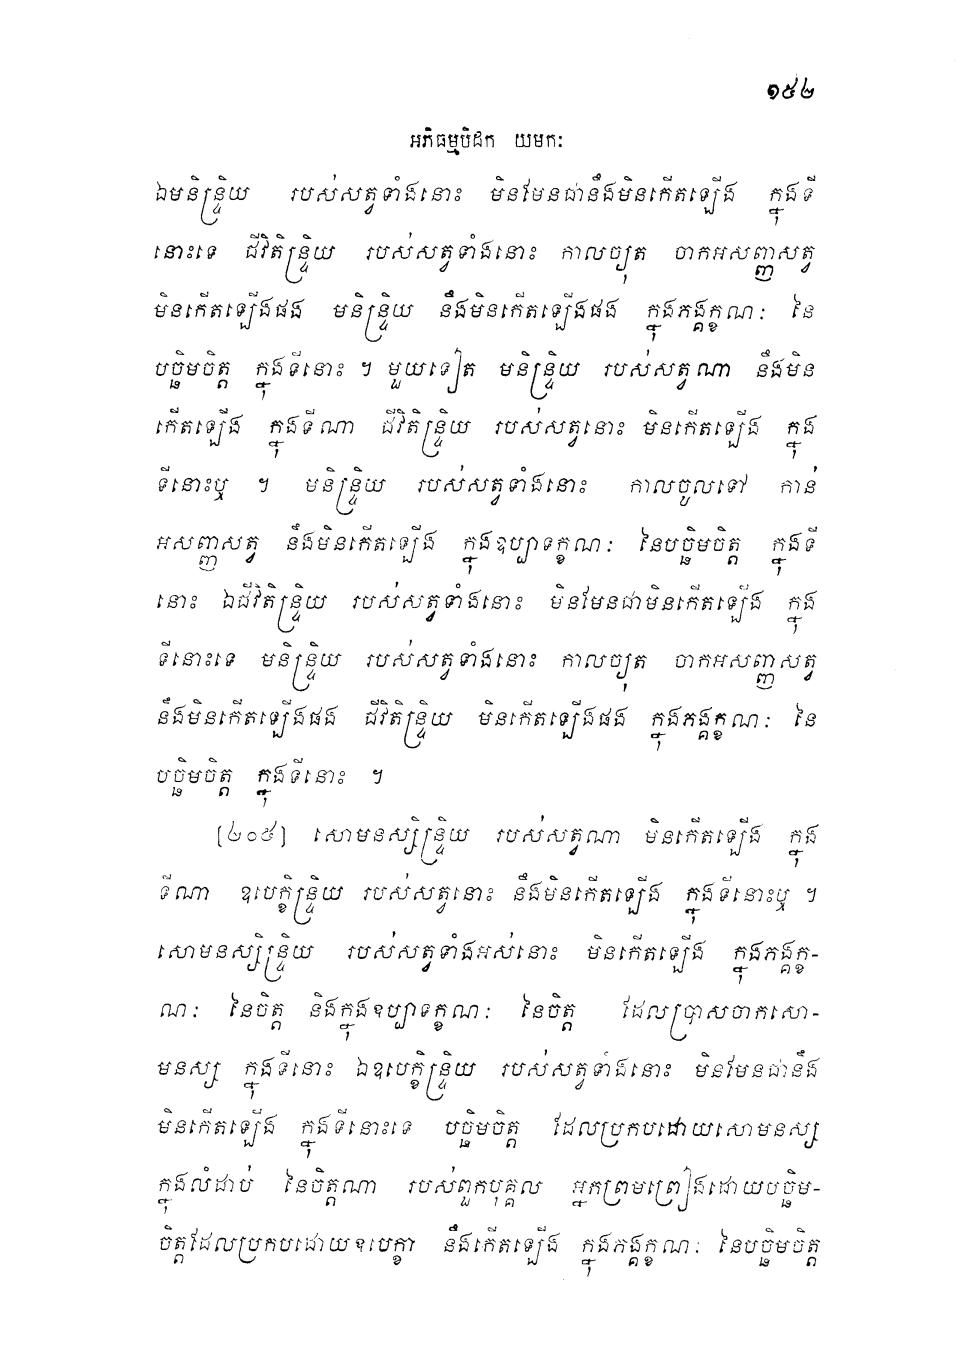 ១៥២
អភិធម្មបិដក យមកៈ
ឯមនិន្ទ្រិយ របស់សត្វទាំងនោះ មិនមែនជានឹងមិនកើតឡើង ក្នុងទី
នោះទេ ជីវិតិន្ទ្រិយ របស់សត្វទាំងនោះ កាលច្យុត ចាកអសញ្ញសត្វ
មិនកើតឡើងផង មនិន្ទ្រិយ នឹងមិនកើតឡើងផង ក្នុងភង្គក្ខណៈ នៃ
បច្ឆិមចិត្ត ក្នុងទីនោះ ។ មួយទៀត មនិន្ទ្រិយ របស់សត្វណា នឹងមិន
កើតឡើង ក្នុងទីណា ជីវិតិន្ទ្រិយ របស់សត្វនោះ មិនកើតឡើង ក្នុង
ទីនោះឬ ។ មនិន្ទ្រិយ របស់សត្វទាំងនោះ កាលចូលទៅ កាន់
អសញ្ញសត្វ នឹងមិនកើតឡើង ក្នុងឧប្បាទក្ខណៈ នៃបច្ឆិមចិត្ត ក្នុងទី
នោះ ឯជីវិតិន្ទ្រិយ របស់សត្វទាំងនោះ មិនមែនជាមិនកើតឡើង ក្នុង
ទីនោះទេ មនិន្ទ្រិយ របស់សត្វទាំងនោះ កាលច្យុត ចាកអសញ្ញសត្វ
នឹងមិនកើតឡើងផង ជីវិតិន្ទ្រិយ មិនកើតឡើងផង ក្នុងភង្គក្ខណៈ នៃ
បច្ឆិមចិត្ត ក្នុងទីនោះ ។
[២០៥] សោមនស្សិន្ទ្រិយ របស់សត្វណា មិនកើតឡើង ក្នុង
ទីណា ឧបេក្ខិន្ទ្រិយ របស់សត្វនោះ នឹងមិនកើតឡើង ក្នុងទីនោះឬ ។
សោមនស្សិន្ទ្រិយ របស់សត្វទាំងអស់នោះ មិនកើតឡើង ក្នុងភង្គក្ខ-
ណៈ នៃចិត្ត និងក្នុងឧប្បាទក្ខណៈ នៃចិត្ត ដែលប្រាសចាកសោ-
មនស្ស ក្នុងទីនោះ ឯឧបេក្ខិន្ទ្រិយ របស់សត្វទាំងនោះ មិនមែនជានឹង
មិនកើតឡើង ក្នុងទីនោះទេ បច្ឆិមចិត្ត ដែលប្រកបដោយសោមនស្ស
ក្នុងលំដាប់ នៃចិត្តណា របស់ពួកបុគ្គល អ្នកព្រមព្រៀងដោយបច្ឆិម-
ចិត្តដែលប្រកបដោយឧបេក្ខា នឹងកើតឡើង ក្នុងភង្គក្ខណៈ នៃបច្ឆិមចិត្ត